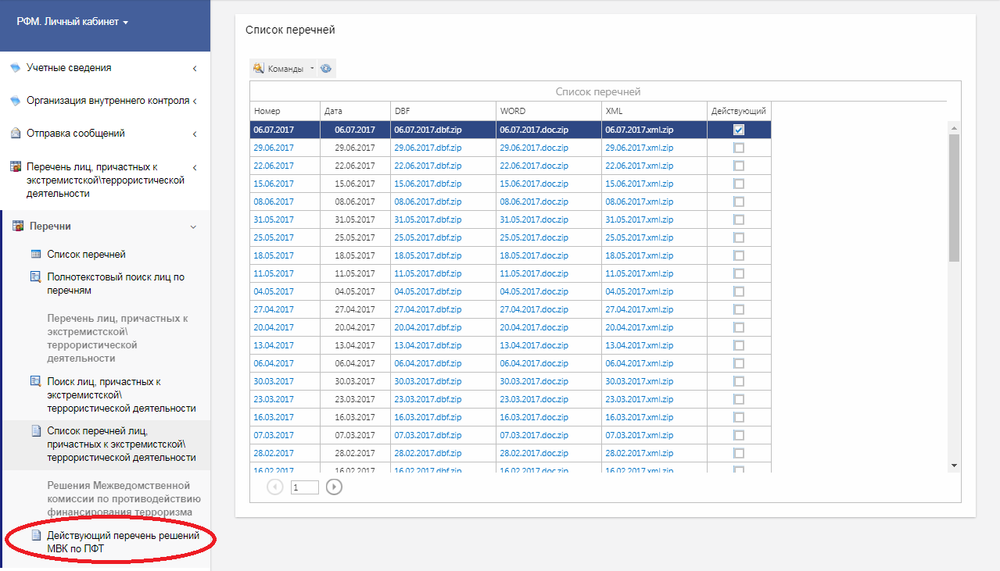 РФМ. Личный кабинет
Учетные сведения
Организация внутреннего контроля
Отправка сообщений
Перечень лиц, причастных к
экстремистской\террористической
деятельности
Перечни
Список перечней
Полнотекстовый поиск лиц по
перечням
Перечень лиц, причастных к
экстремистской\
террористической
деятельности
Поиск лиц, причастных к
экстремистской\
террористической деятельности
Список перечней лиц,
причастных к экстремистской\
террористической деятельности
Решения Межведомственной
комиссии по противодействию
финансирования терроризма
Действующий перечень решений
МВК по ПФТ
Список перечней
Команды
Список перечней
Номер Дата DBF WORD XML Действующий
06.07.2017 06.07.2017 06.07.2017.dbf.zip 06.07.2017.doc.zip 06.07.2017.xml.zip
29.06.2017 29.06.2017 29.06.2017.dbf.zip 29.06.2017.doc.zip 29.06.2017.xml.zip
22.06.2017 22.06.2017 22.06.2017.dbf.zip 22.06.2017.doc.zip 22.06.2017.xml.zip
15.06.2017 15.06.2017 15.06.2017.dbf.zip 15.06.2017.doc.zip 15.06.2017.xml.zip
08.06.2017 08.06.2017 08.06.2017.dbf.zip 08.06.2017.doc.zip 08.06.2017.xml.zip
31.05.2017 31.05.2017 31.05.2017.dbf.zip 31.05.2017.doc.zip 31.05.2017.xml.zip
25.05.2017 25.05.2017 25.05.2017.dbf.zip 25.05.2017.doc.zip 25.05.2017.xml.zip
18.05.2017 18.05.2017 18.05.2017.dbf.zip 18.05.2017.doc.zip 18.05.2017.xml.zip
11.05.2017 11.05.2017 11.05.2017.dbf.zip 11.05.2017.doc.zip 11.05.2017.xml.zip
04.05.2017 04.05.2017 04.05.2017.dbf.zip 04.05.2017.doc.zip 04.05.2017.xml.zip
27.04.2017 27.04.2017 27.04.2017.dbf.zip 27.04.2017.doc.zip 27.04.2017.xml.zip
20.04.2017 20.04.2017 20.04.2017.dbf.zip 20.04.2017.doc.zip 20.04.2017.xml.zip
13.04.2017 13.04.2017 13.04.2017.dbf.zip 13.04.2017.doc.zip 13.04.2017.xml.zip
06.04.2017 06.04.2017 06.04.2017.dbf.zip 06.04.2017.doc.zip 06.04.2017.xml.zip
30.03.2017 30.03.2017 30.03.2017.dbf.zip 30.03.2017.doc.zip 30.03.2017.xml.zip
23.03.2017 23.03.2017 23.03.2017.dbf.zip 23.03.2017.doc.zip 23.03.2017.xml.zip
16.03.2017 16.03.2017 16.03.2017.dbf.zip 16.03.2017.doc.zip 16.03.2017.xml.zip
07.03.2017 07.03.2017 07.03.2017.dbf.zip 07.03.2017.doc.zip 07.03.2017.xml.zip
28.02.2017 28.02.2017 28.02.2017.dbf.zip 28.02.2017.doc.zip 28.02.2017.xml.zip
16.02.2017 16.02.2017 16.02.2017.dbf.zip 16.02.2017.doc.zip 16.02.2017.xml.zip
1